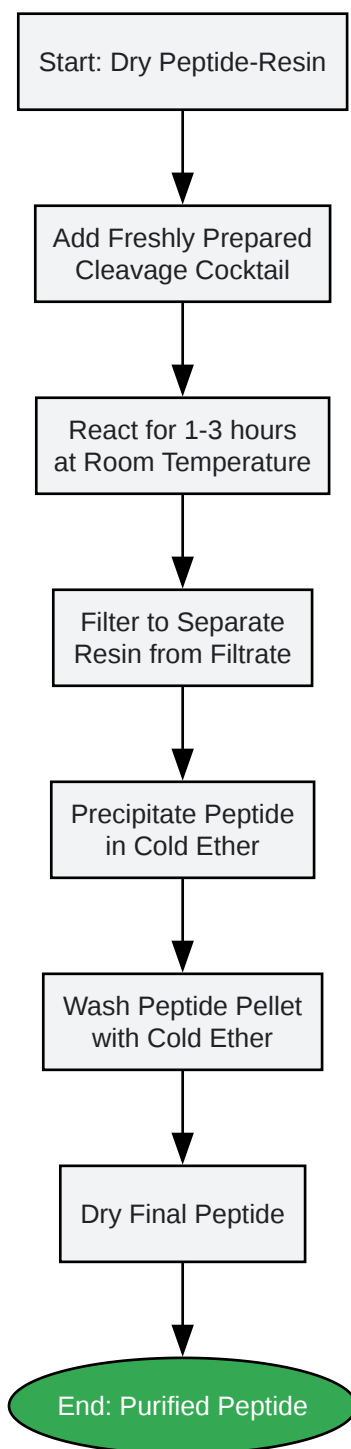 Start: Dry Peptide-Resin
Add Freshly Prepared
Cleavage Cocktail
React for 1-3 hours
at Room Temperature
Filter to Separate
Resin from Filtrate
Precipitate Peptide
in Cold Ether
Wash Peptide Pellet
with Cold Ether
Dry Final Peptide
End: Purified Peptide